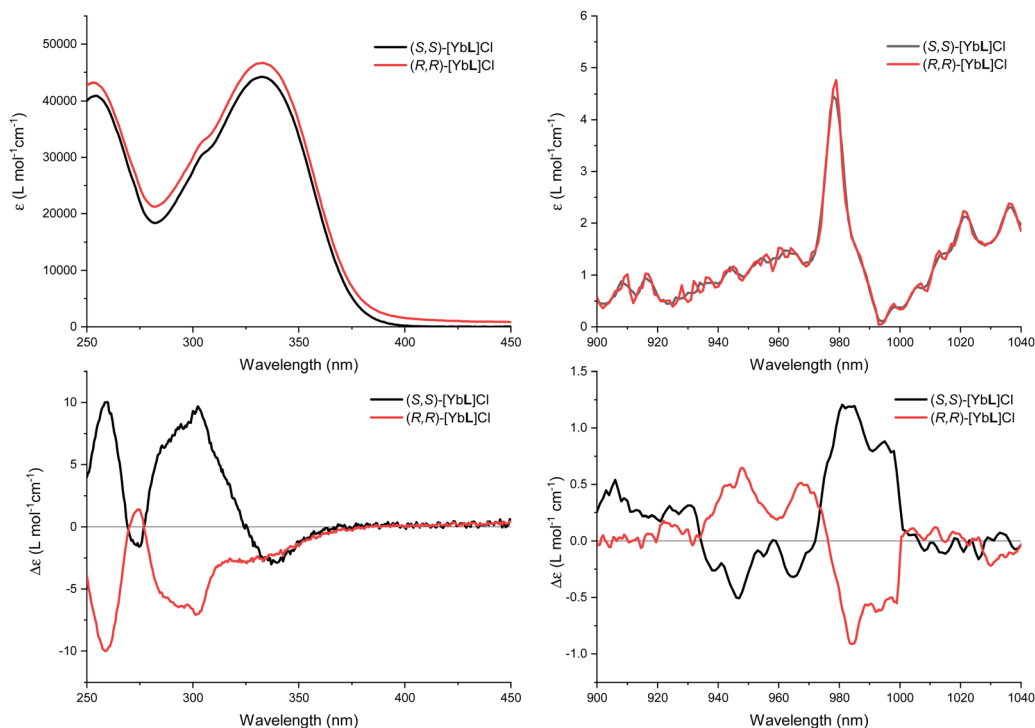 50000
40000
30000
20000
10000
0
ε (L mol⁻¹cm⁻¹)
(S,S)-[YbL]Cl
(R,R)-[YbL]Cl
250 300 350 400 450
Wavelength (nm)
6
5
4
3
2
1
0
ε (L mol⁻¹cm⁻¹)
(S,S)-[YbL]Cl
(R,R)-[YbL]Cl
900 920 940 960 980 1000 1020 1040
Wavelength (nm)
10
5
0
-5
-10
Δε (L mol⁻¹ cm⁻¹)
(S,S)-[YbL]Cl
(R,R)-[YbL]Cl
250 300 350 400 450
Wavelength (nm)
1.5
1.0
0.5
0.0
-0.5
-1.0
Δε (L mol⁻¹ cm⁻¹)
(S,S)-[YbL]Cl
(R,R)-[YbL]Cl
900 920 940 960 980 1000 1020 1040
Wavelength (nm)